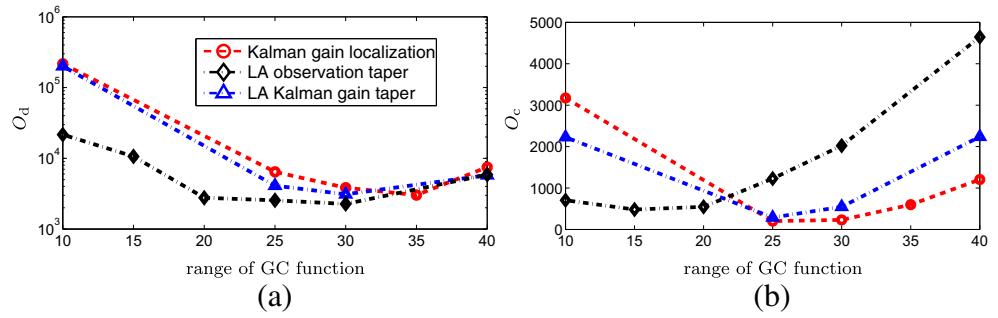 10^6
10^5
10^4
10^3
O_d
10 15 20 25 30 35 40
range of GC function
Kalman gain localization
LA observation taper
LA Kalman gain taper
(a)
5000
4000
3000
2000
1000
0
O_c
10 15 20 25 30 35 40
range of GC function
(b)